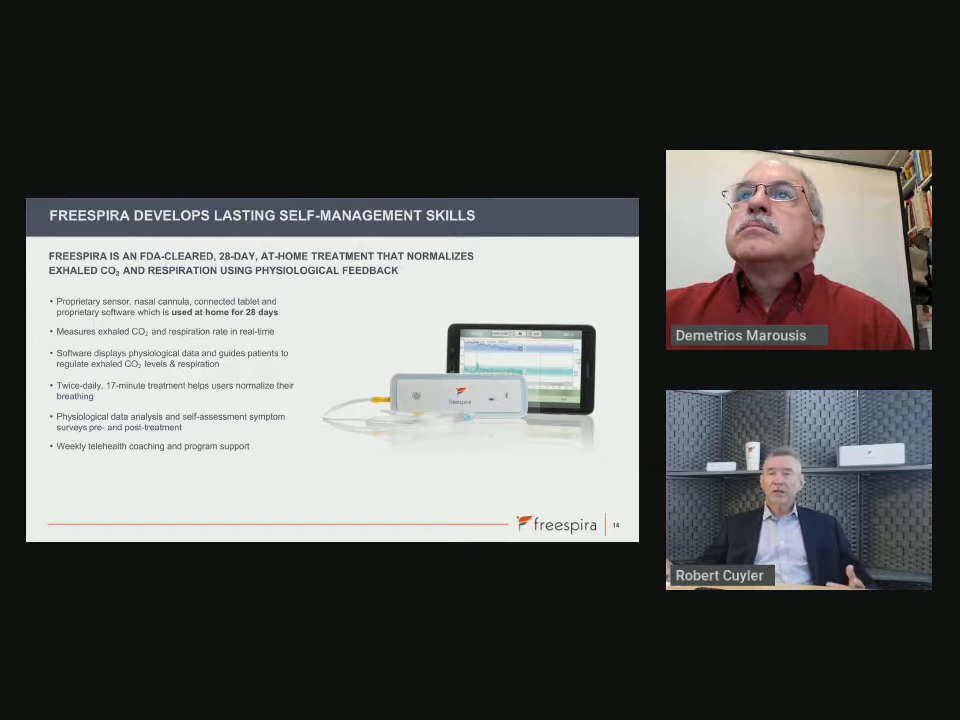 FREESPIRA DEVELOPS LASTING SELF-MANAGEMENT SKILLS
FREESPIRA IS AN FDA-CLEARED, 28-DAY, AT-HOME TREATMENT THAT NORMALIZES
EXHALED CO₂ AND RESPIRATION USING PHYSIOLOGICAL FEEDBACK
• Proprietary sensor, nasal cannula, connected tablet and
proprietary software which is used at home for 28 days
• Measures exhaled CO₂ and respiration rate in real-time
• Software displays physiological data and guides patients to
regulate exhaled CO₂ levels & respiration
• Twice-daily, 17-minute treatment helps users normalize their
breathing
• Physiological data analysis and self-assessment symptom
surveys pre- and post-treatment
• Weekly telehealth coaching and program support
freespira
freespira
14
Demetrios Marousis
Robert Cuyler